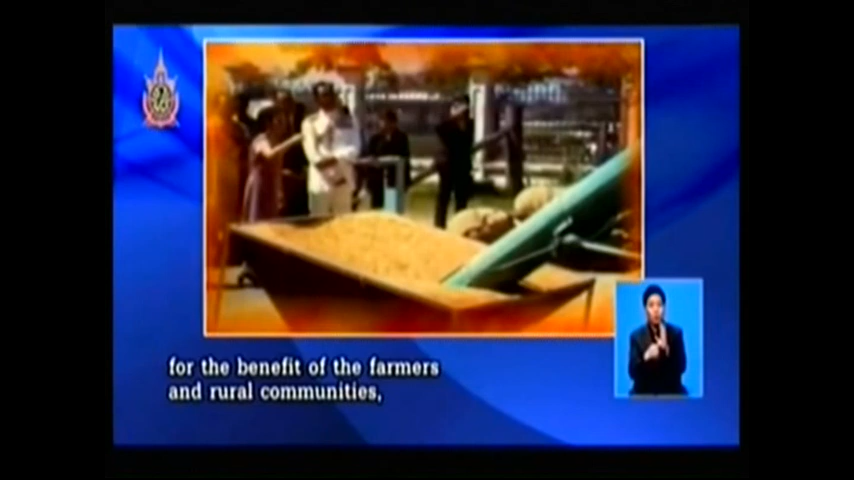 for the benefit of the farmers
and rural communities,